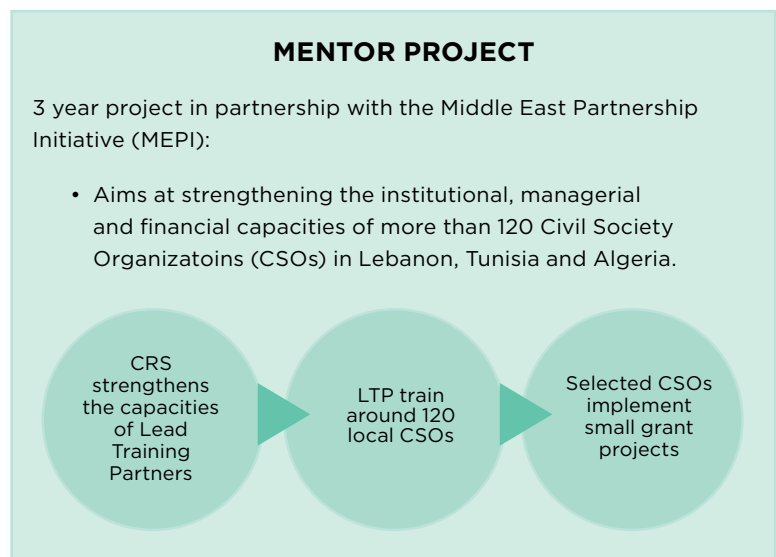 MENTOR PROJECT
3 year project in partnership with the Middle East Partnership
Initiative (MEPI):
• Aims at strengthening the institutional, managerial
and financial capacities of more than 120 Civil Society
Organizatoins (CSOs) in Lebanon, Tunisia and Algeria.
CRS
strengthens
the capacities
of Lead
Training
Partners
LTP train
around 120
local CSOs
Selected CSOs
implement
small grant
projects